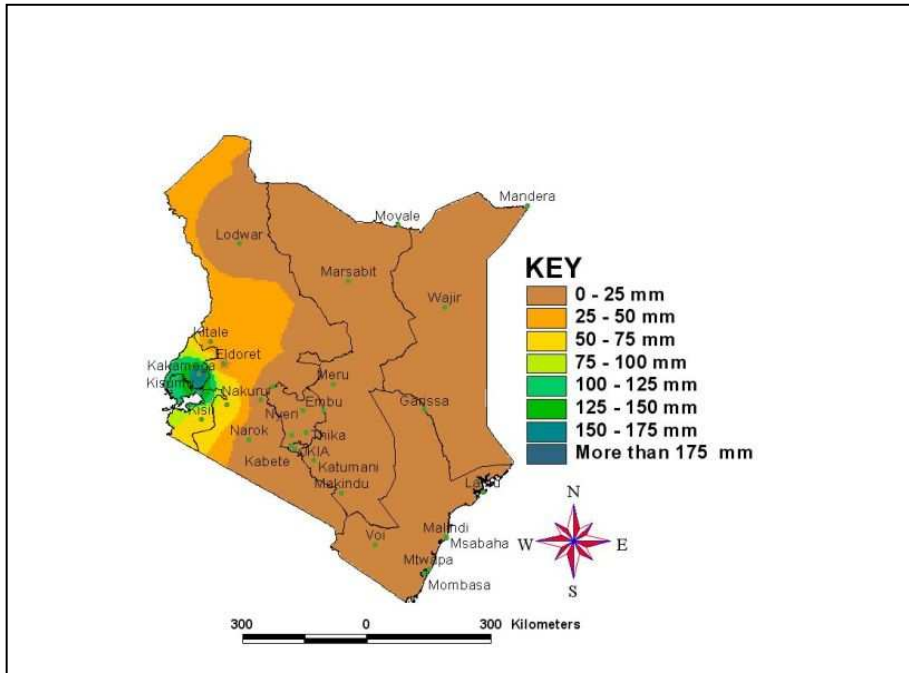 Mandera
Moyale
Lodwar
Marsabit
KEY
0 - 25 mm
25 - 50 mm
50 - 75 mm
75 - 100 mm
100 - 125 mm
125 - 150 mm
150 - 175 mm
More than 175 mm
Wajir
Kitale
Eldoret
Kakamega
Kisumu
Meru
Nakuru
Nyeri
Embu
Garissa
Kisii
Narok
Thika
JKIA
Kabete
Katumani
Makindu
Lamu
N
W
E
S
Voi
Malindi
Msabaha
Mtwapa
Mombasa
300
0
300 Kilometers